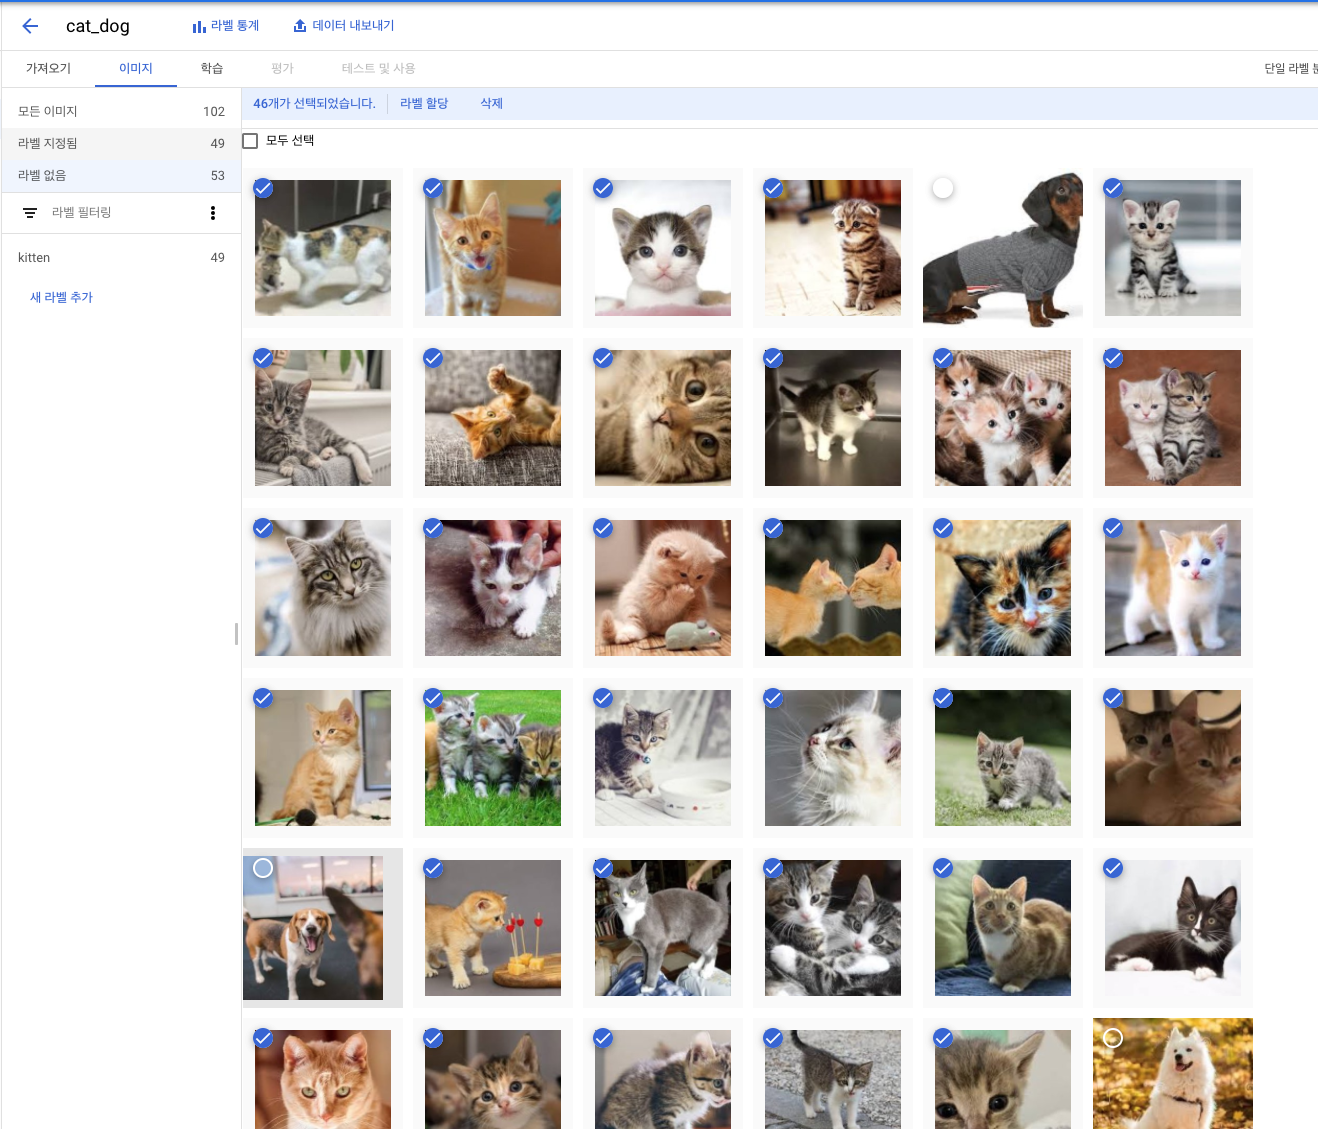 cat_dog
라벨 통계
데이터 내보내기
가져오기
이미지
학습
평가
테스트 및 사용
단일 라벨
모든 이미지 102
라벨 지정됨 49
라벨 없음 53
라벨 필터링
kitten 49
새 라벨 추가
46개가 선택되었습니다.
라벨 할당
삭제
모두 선택